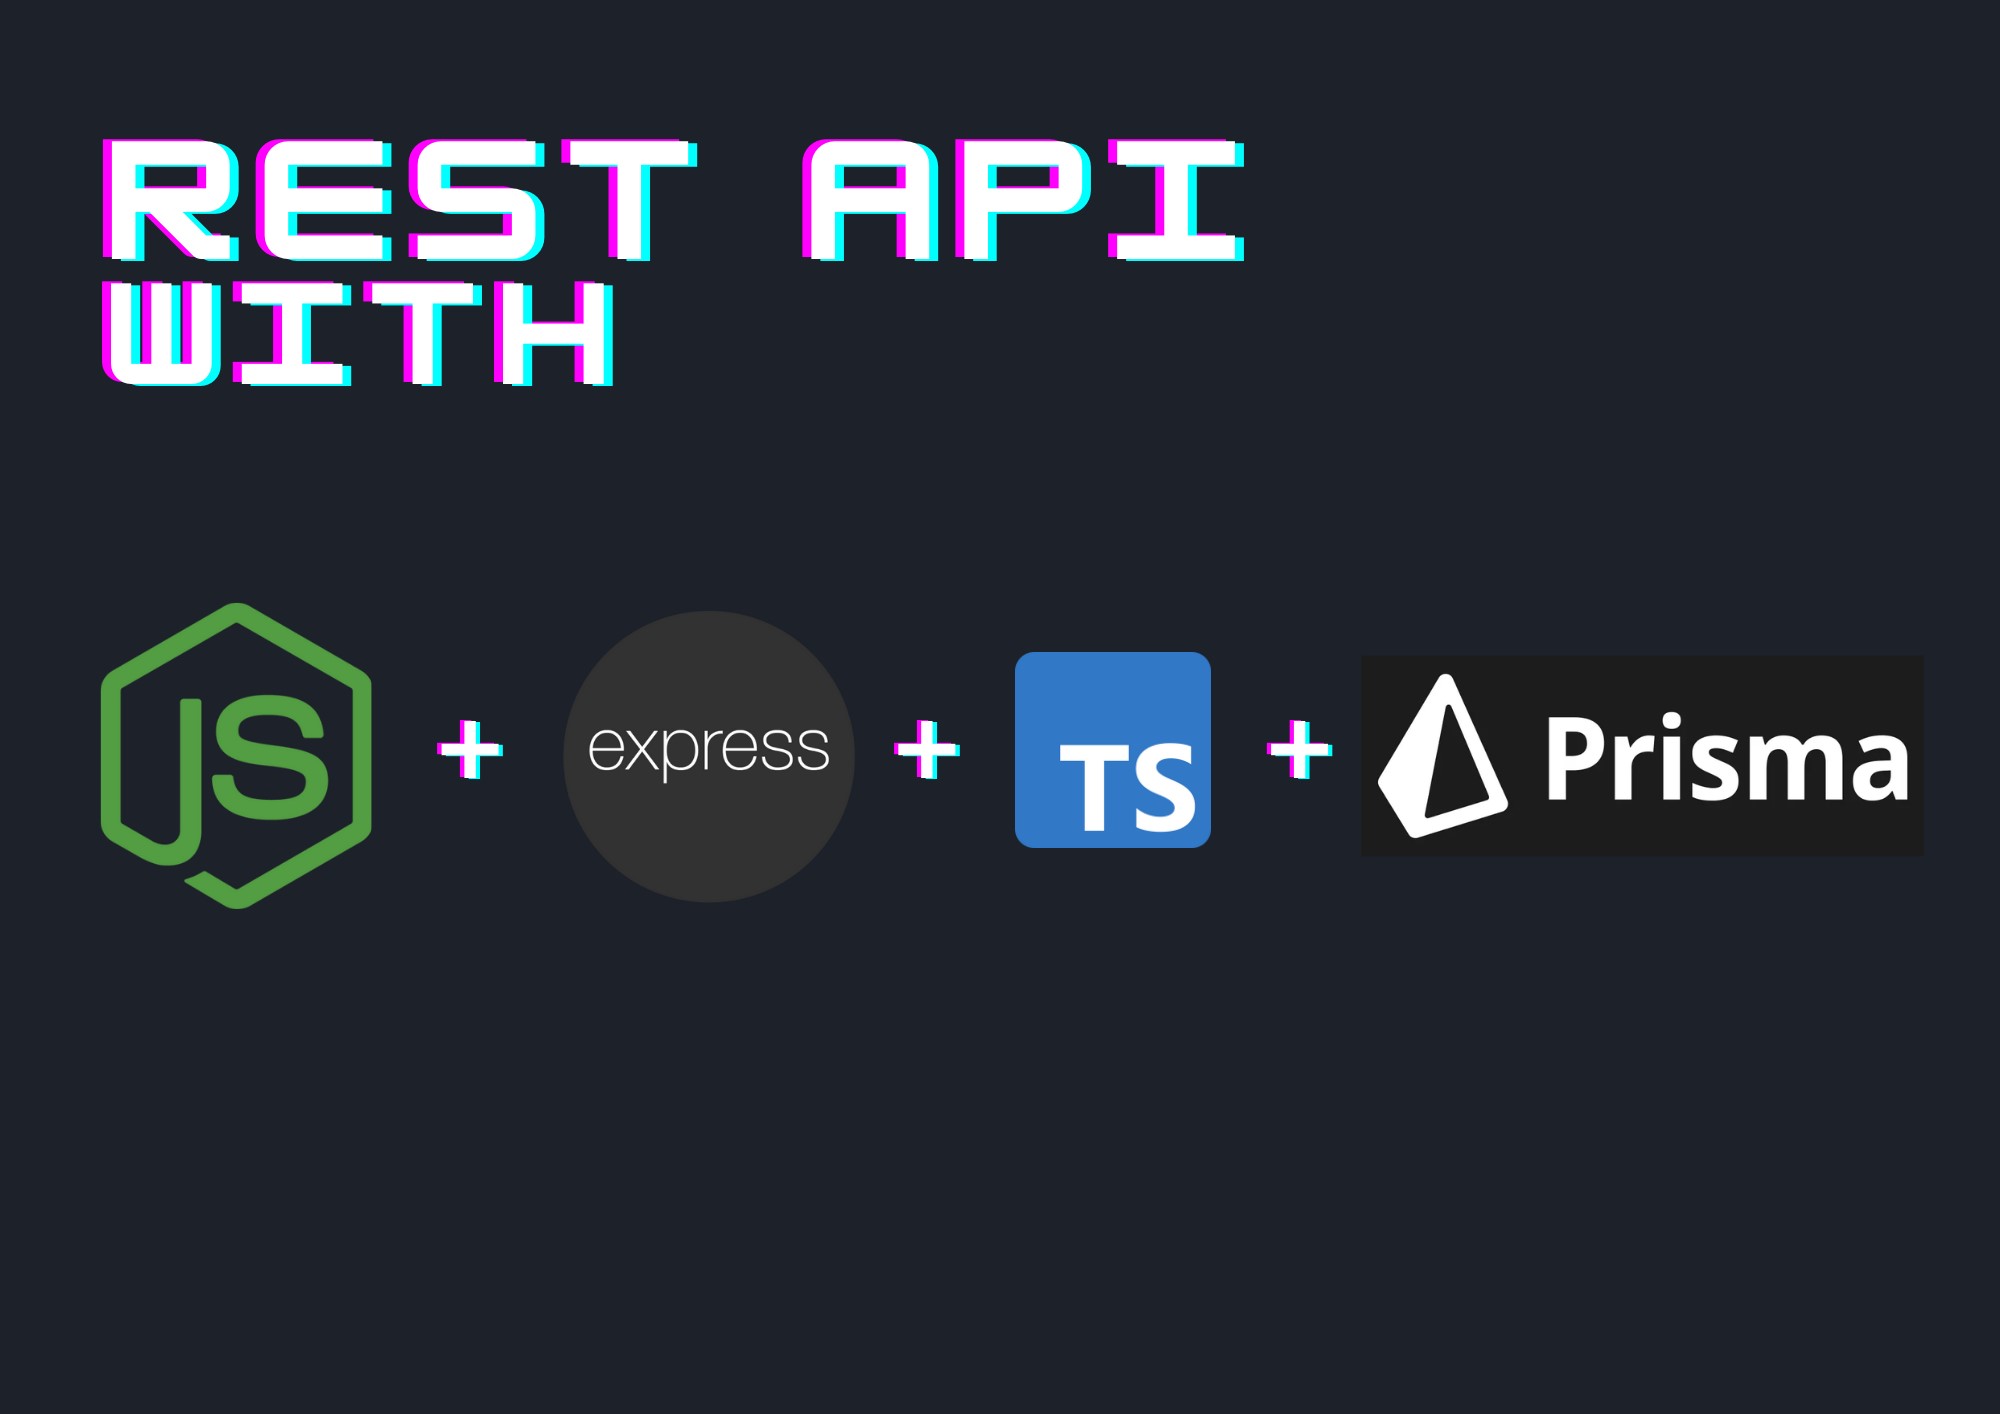 REST API
WITH
JS + express + TS + Prisma